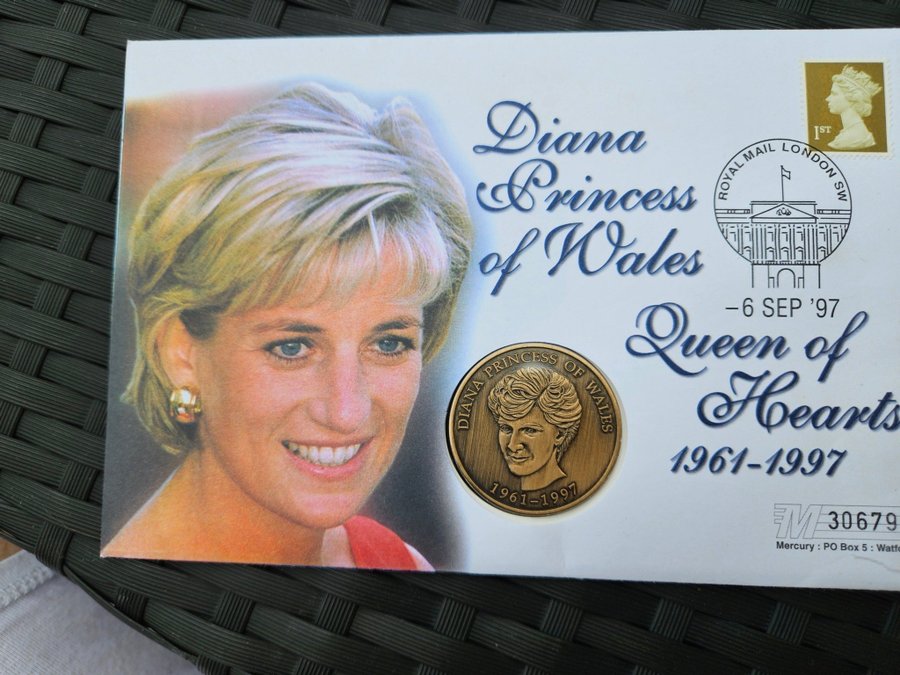 Diana
Princess
of Wales
1ST
ROYAL MAIL LONDON SW
-6 SEP '97
Queen of
Hearts
1961-1997
DIANA PRINCESS OF WALES
1961-1997
M 30679
Mercury : PO Box 5 : Watfo